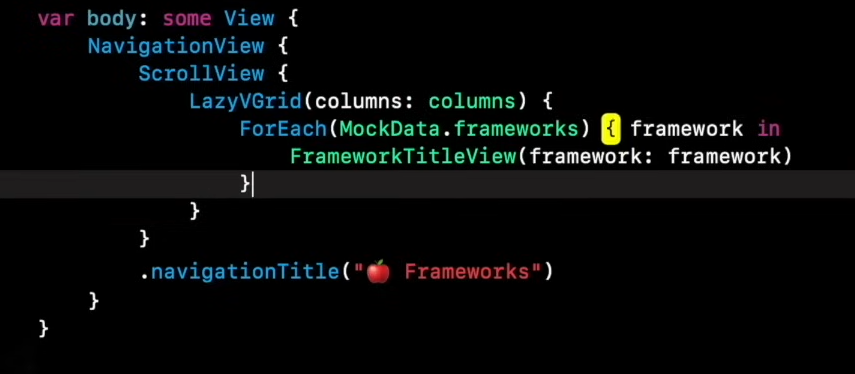 var body: some View {
    NavigationView {
        ScrollView {
            LazyVGrid(columns: columns) {
                ForEach(MockData.frameworks) { framework in
                    FrameworkTitleView(framework: framework)
                }
            }
        }
        .navigationTitle("🍎 Frameworks")
    }
}